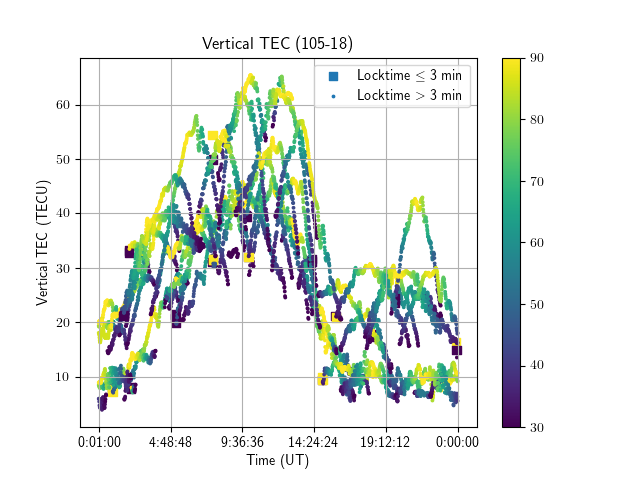 Vertical TEC (105-18)
Locktime ≤ 3 min
Locktime > 3 min
Vertical TEC (TECU)
60
50
40
30
20
10
0:01:00 4:48:48 9:36:36 14:24:24 19:12:12 0:00:00
Time (UT)
90
80
70
60
50
40
30